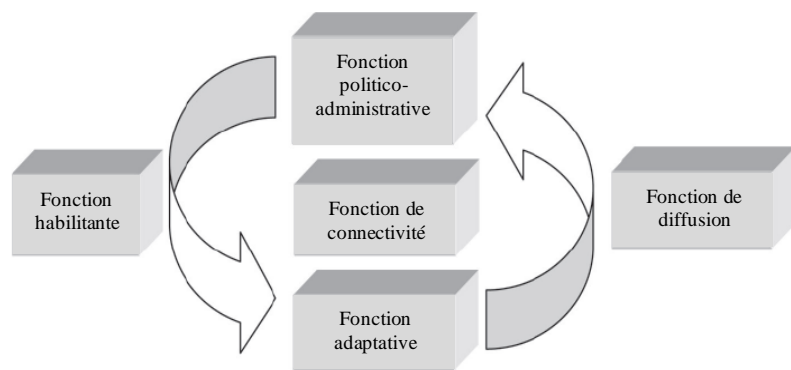 Fonction
politico-
administrative
Fonction
habilitante
Fonction de
connectivité
Fonction de
diffusion
Fonction
adaptative